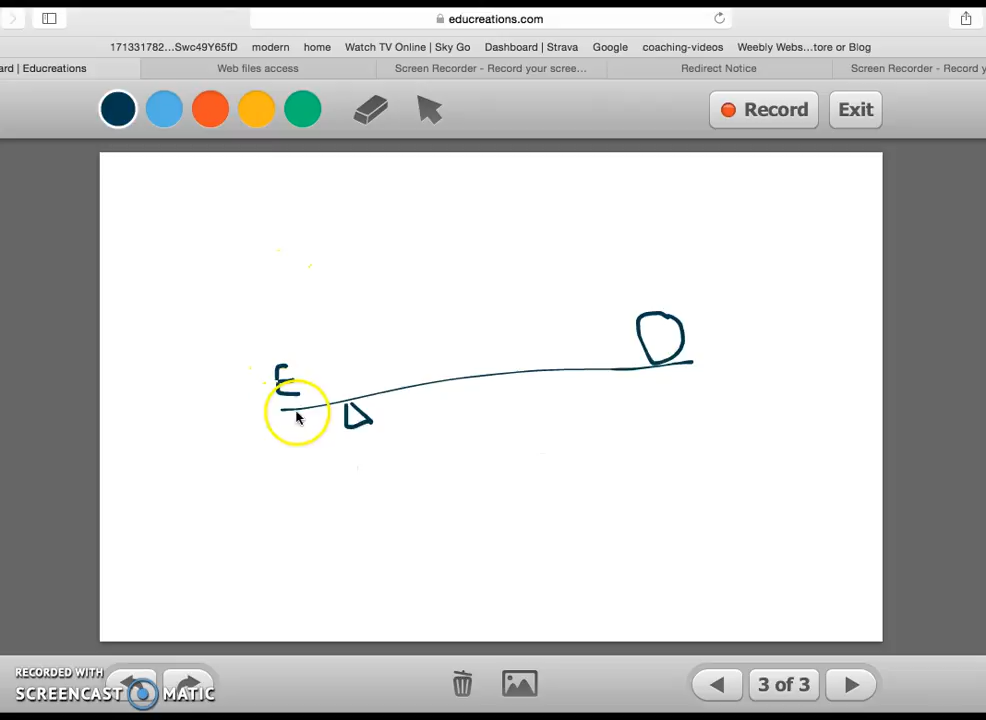 educreations.com
171331782...Swc49Y65fD modern home Watch TV Online | Sky Go Dashboard | Strava Google coaching-videos Weebly Webs...tore or Blog
ard | Educreations Web files access Screen Recorder - Record your scree... Redirect Notice Screen Recorder - Record y
Record Exit
E
RECORDED WITH
SCREENCAST MATIC
3 of 3